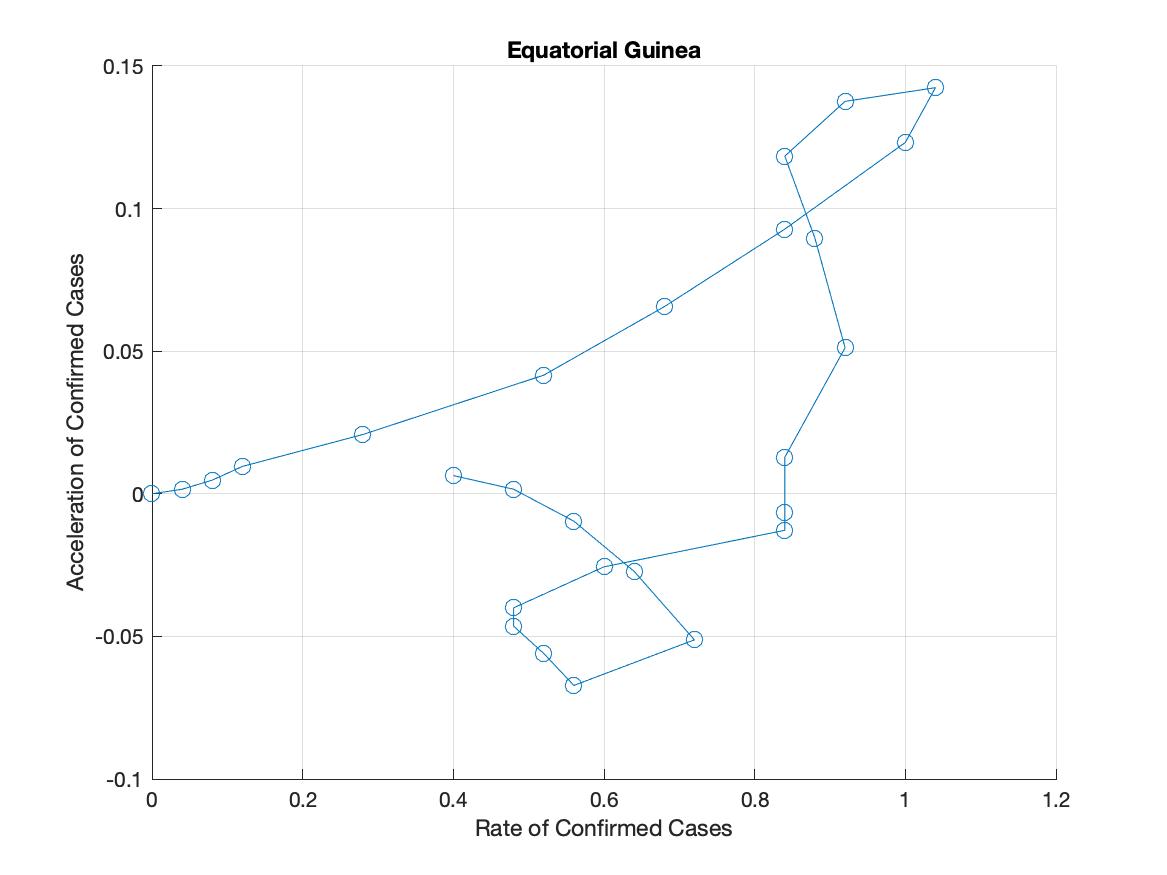 Equatorial Guinea
0.15
0.1
0.05
0
-0.05
-0.1
Acceleration of Confirmed Cases
0 0.2 0.4 0.6 0.8 1 1.2
Rate of Confirmed Cases